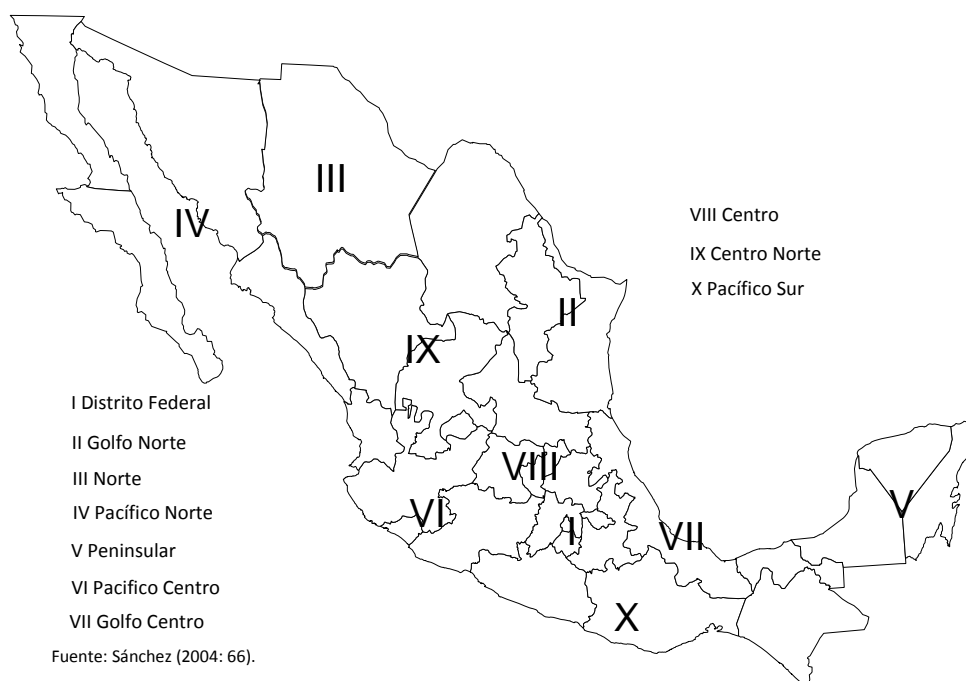 III
IV
VIII Centro
IX Centro Norte
X Pacífico Sur
II
IX
I Distrito Federal
II Golfo Norte
III Norte
IV Pacífico Norte
V Peninsular
VI Pacifico Centro
VII Golfo Centro
VIII
VI
I
VII
V
X
Fuente: Sánchez (2004: 66).